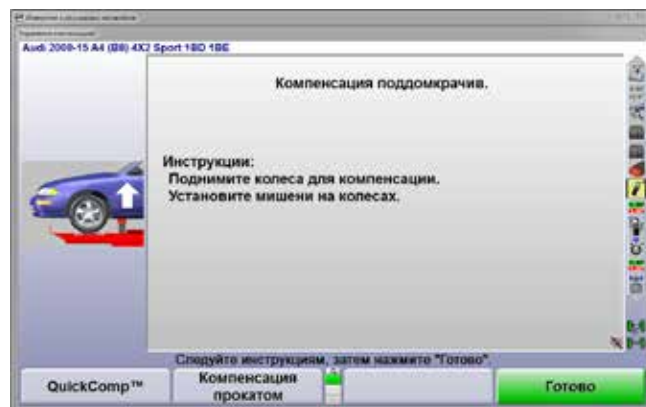 Audi 2009-15 A4 (B8) 4X2 Sport 1BD 1BE
Компенсация поддомкрачив.
Инструкции:
Поднимите колеса для компенсации.
Установите мишени на колесах.
Следуйте инструкциям, затем нажмите "Готово".
QuickComp™
Компенсация
прокатом
Готово